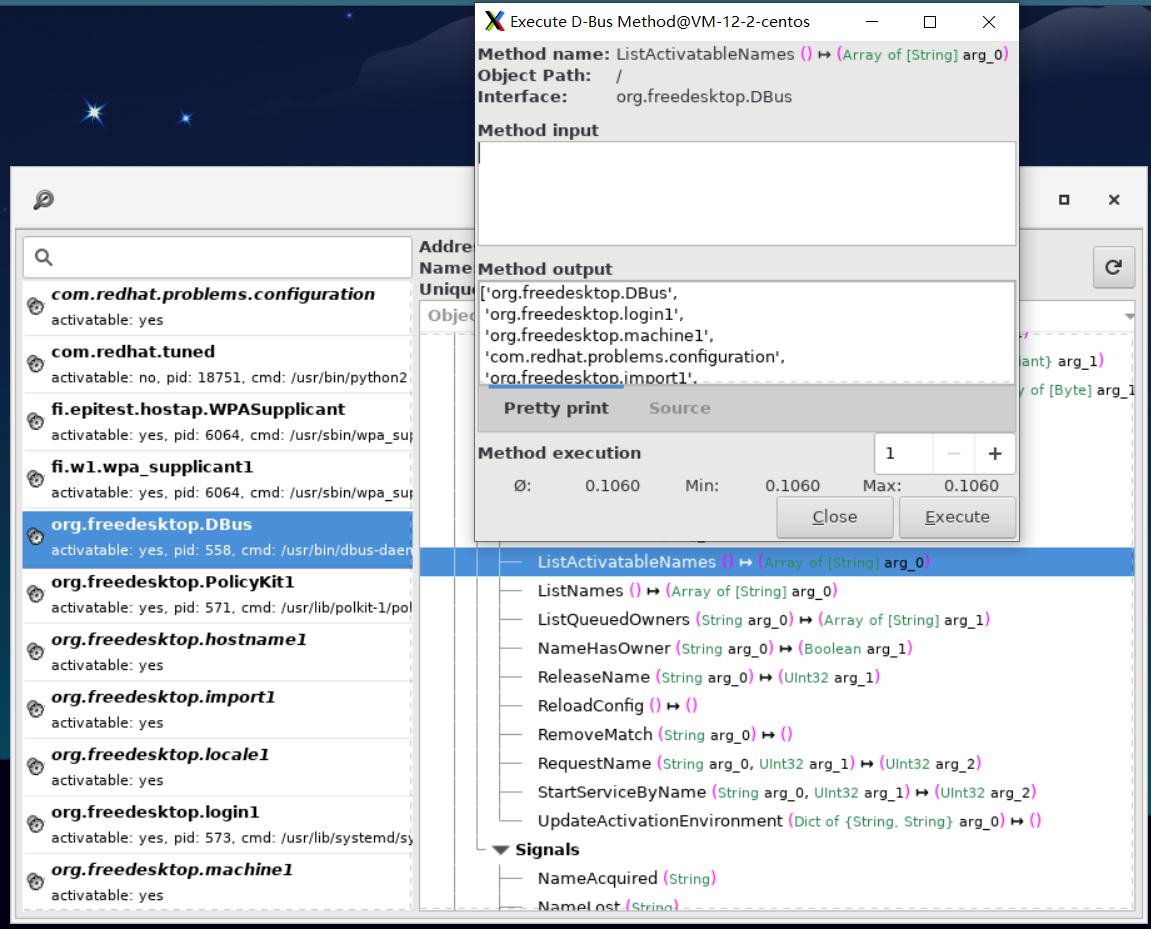 Execute D-Bus Method@VM-12-2-centos
Method name: ListActivatableNames () ↦ (Array of [String] arg_0)
Object Path: /
Interface: org.freedesktop.DBus
Method input
Method output
['org.freedesktop.DBus',
'org.freedesktop.login1',
'org.freedesktop.machine1',
'com.redhat.problems.configuration',
'org.freedesktop.import1',
Pretty print Source
Method execution 1
Ø: 0.1060 Min: 0.1060 Max: 0.1060
Close Execute
com.redhat.problems.configuration
activatable: yes
com.redhat.tuned
activatable: no, pid: 18751, cmd: /usr/bin/python2
fi.epitest.hostap.WPASupplicant
activatable: yes, pid: 6064, cmd: /usr/sbin/wpa_sup
fi.w1.wpa_supplicant1
activatable: yes, pid: 6064, cmd: /usr/sbin/wpa_sup
org.freedesktop.DBus
activatable: yes, pid: 558, cmd: /usr/bin/dbus-daem
org.freedesktop.PolicyKit1
activatable: yes, pid: 571, cmd: /usr/lib/polkit-1/pol
org.freedesktop.hostname1
activatable: yes
org.freedesktop.import1
activatable: yes
org.freedesktop.locale1
activatable: yes
org.freedesktop.login1
activatable: yes, pid: 573, cmd: /usr/lib/systemd/sy
org.freedesktop.machine1
activatable: yes
Addre
Name
Unique
Objec
iant} arg_1)
y of [Byte] arg_1
ListActivatableNames () ↦ (Array of [String] arg_0)
ListNames () ↦ (Array of [String] arg_0)
ListQueuedOwners (String arg_0) ↦ (Array of [String] arg_1)
NameHasOwner (String arg_0) ↦ (Boolean arg_1)
ReleaseName (String arg_0) ↦ (UInt32 arg_1)
ReloadConfig () ↦ ()
RemoveMatch (String arg_0) ↦ ()
RequestName (String arg_0, UInt32 arg_1) ↦ (UInt32 arg_2)
StartServiceByName (String arg_0, UInt32 arg_1) ↦ (UInt32 arg_2)
UpdateActivationEnvironment (Dict of {String, String} arg_0) ↦ ()
Signals
NameAcquired (String)
NameLost (String)